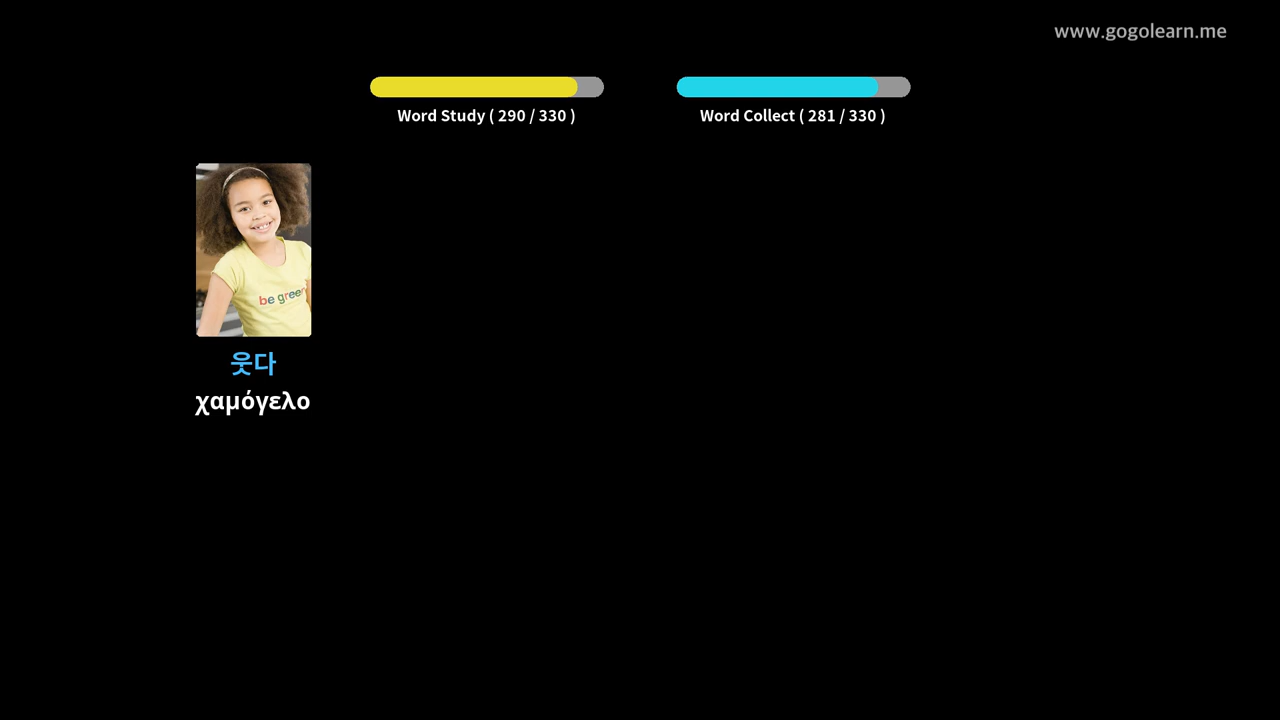 www.gogolearn.me
Word Study ( 290 / 330 )
Word Collect ( 281 / 330 )
be green
웃다
χαμόγελο